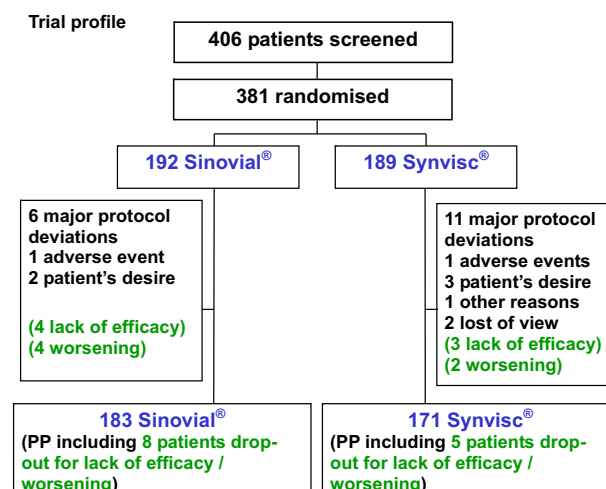 Trial profile
406 patients screened
381 randomised
192 Sinovial®
189 Synvisc®
6 major protocol
deviations
1 adverse event
2 patient's desire
(4 lack of efficacy)
(4 worsening)
11 major protocol
deviations
1 adverse events
3 patient's desire
1 other reasons
2 lost of view
(3 lack of efficacy)
(2 worsening)
183 Sinovial®
(PP including 8 patients drop-
out for lack of efficacy /
worsening)
171 Synvisc®
(PP including 5 patients drop-
out for lack of efficacy /
worsening)